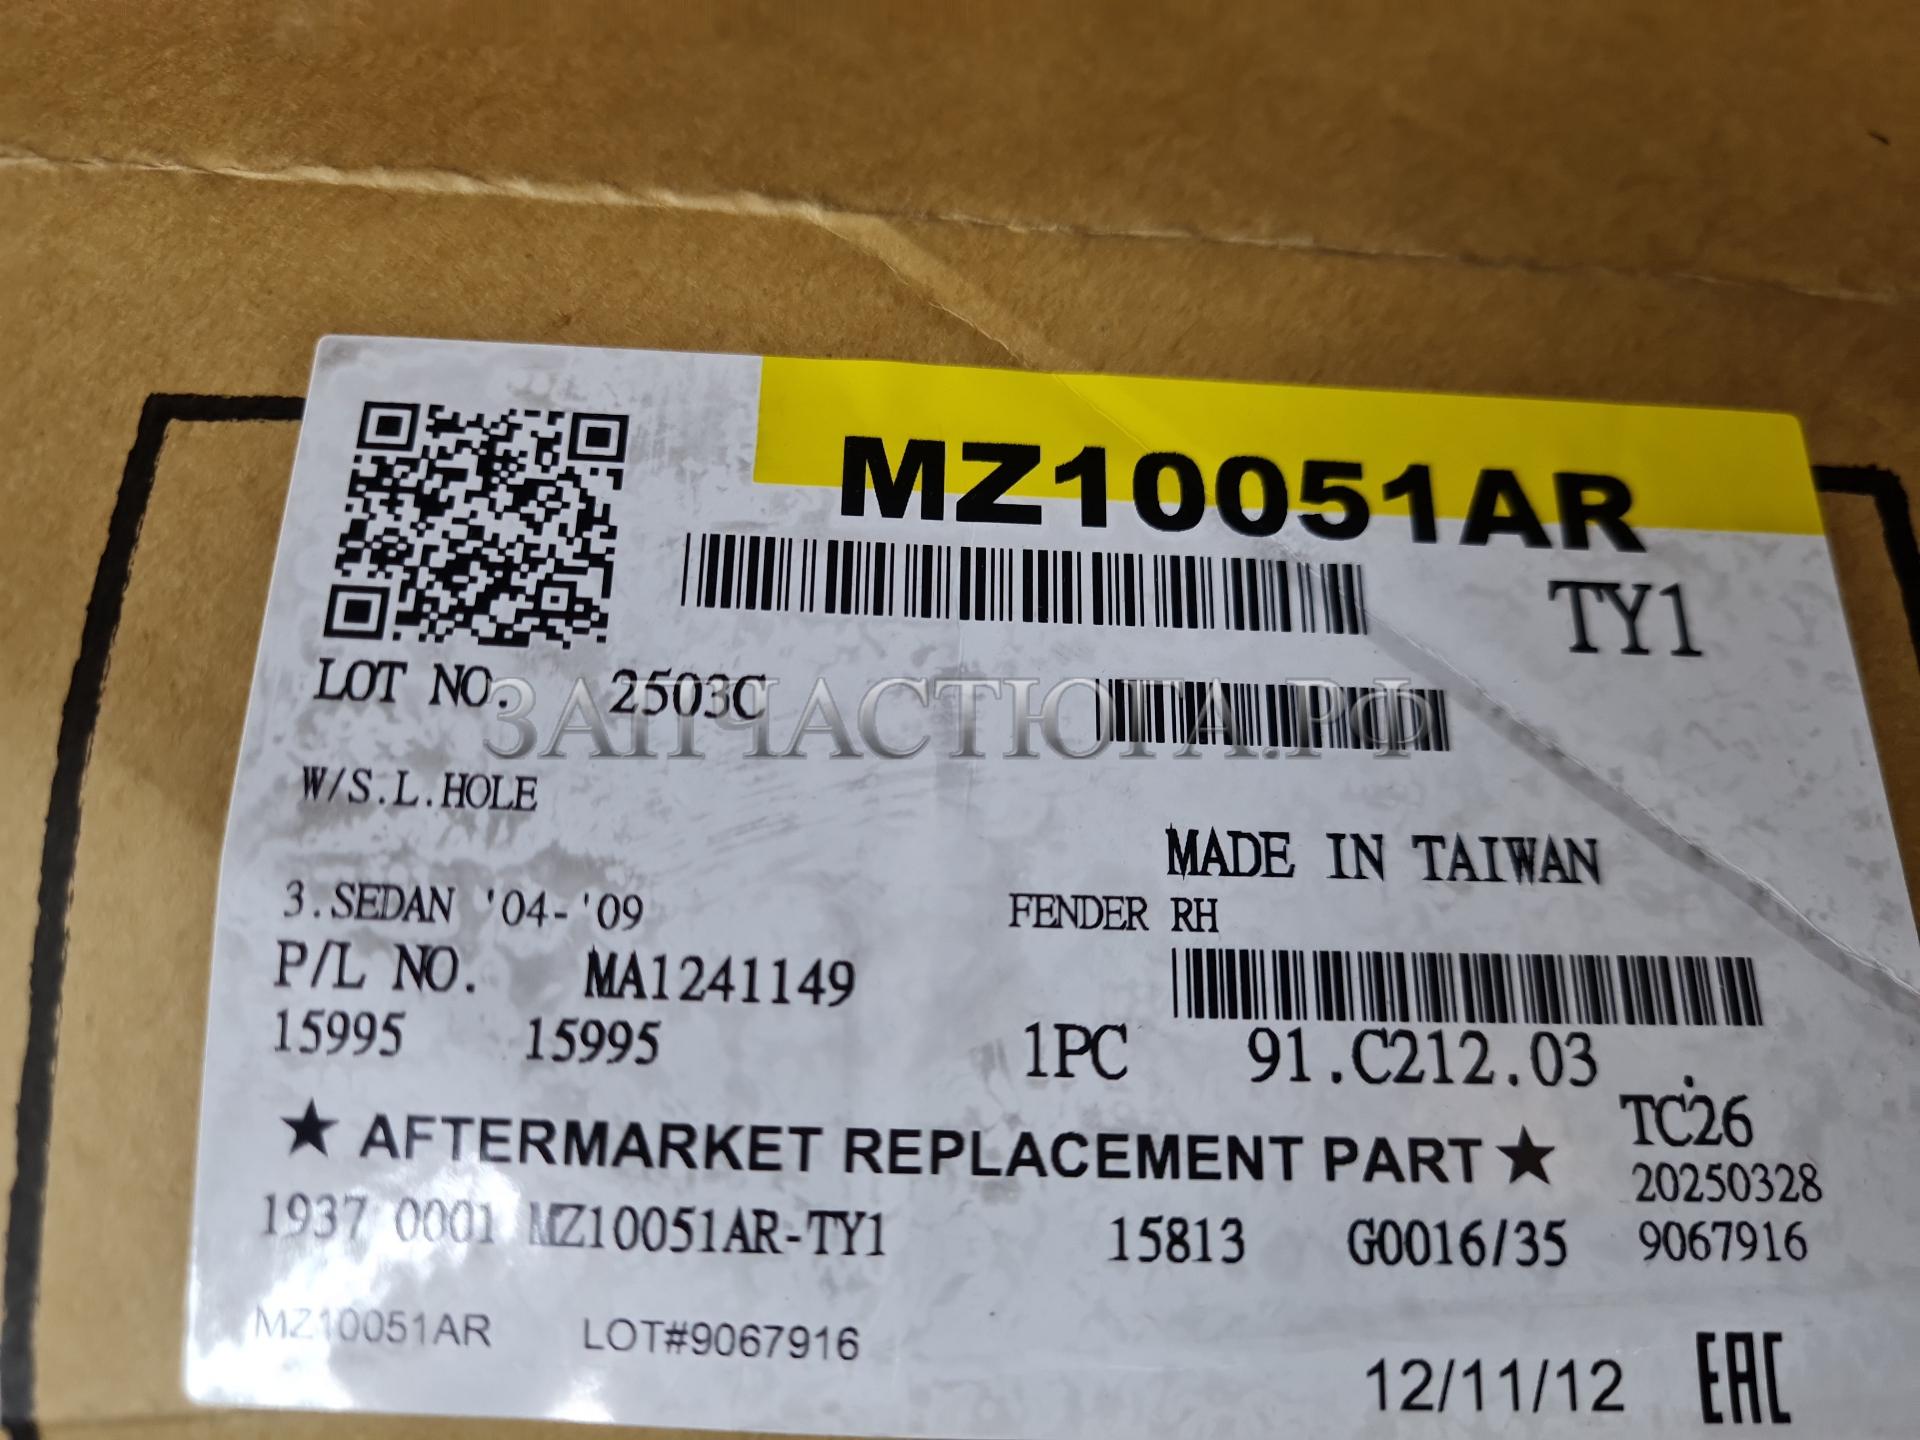 MZ10051AR
TY1
LOT NO. 2503C
ЗАПЧАСТЮГА.РФ
W/S.L.HOLE
MADE IN TAIWAN
3.SEDAN '04-'09
FENDER RH
P/L NO. MA1241149
15995 15995
1PC 91.C212.03
TC26
★ AFTERMARKET REPLACEMENT PART ★
20250328
1937 0001 MZ10051AR-TY1 15813 G0016/35 9067916
MZ10051AR LOT#9067916
12/11/12 EAC